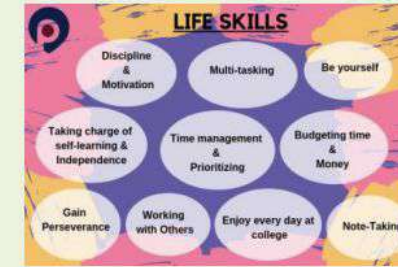 LIFE SKILLS
Discipline
&
Motivation
Multi-tasking
Be yourself
Taking charge of
self-learning &
Independence
Time management
&
Prioritizing
Budgeting time
&
Money
Gain
Perseverance
Working
with Others
Enjoy every day at
college
Note-Taking